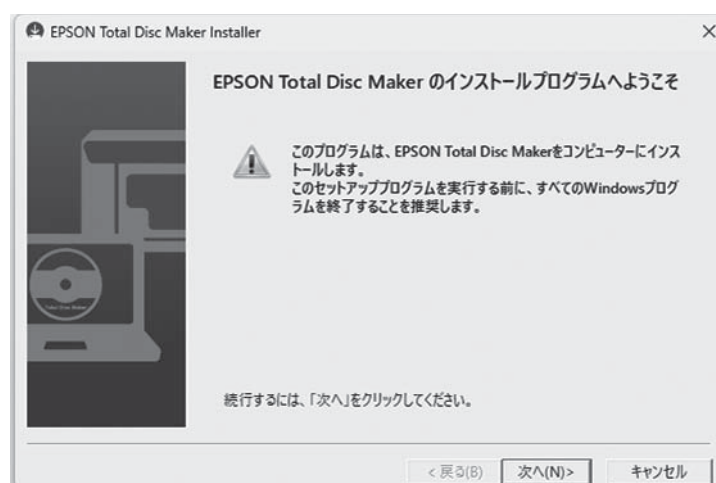 EPSON Total Disc Maker Installer
EPSON Total Disc Maker のインストールプログラムへようこそ
このプログラムは、EPSON Total Disc Makerをコンピューターにインス
トールします。
このセットアッププログラムを実行する前に、すべてのWindowsプログ
ラムを終了することを推奨します。
Total Disc Maker
続行するには、「次へ」をクリックしてください。
< 戻る(B)
次へ(N)>
キャンセル